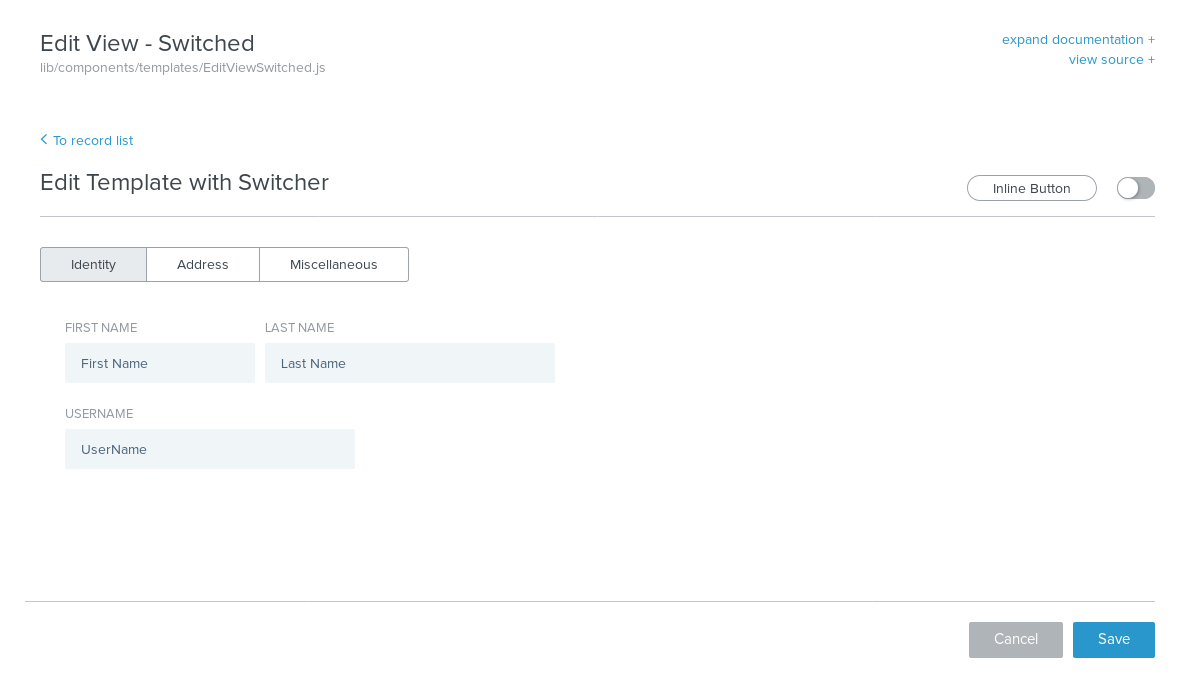 Edit View - Switched
lib/components/templates/EditViewSwitched.js
expand documentation +
view source +
To record list
Edit Template with Switcher
Inline Button
Identity Address Miscellaneous
FIRST NAME LAST NAME
First Name Last Name
USERNAME
UserName
Cancel Save